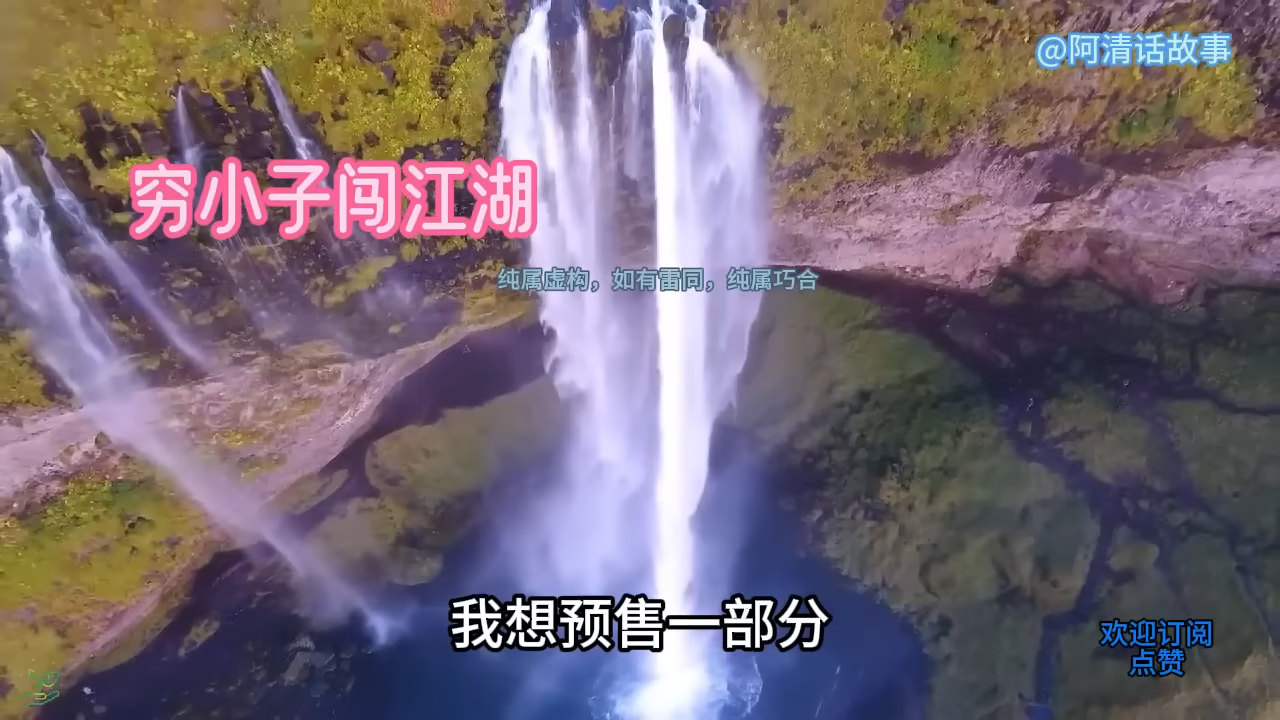 @阿清话故事
穷小子闯江湖
纯属虚构，如有雷同，纯属巧合
我想预售一部分
欢迎订阅
点赞